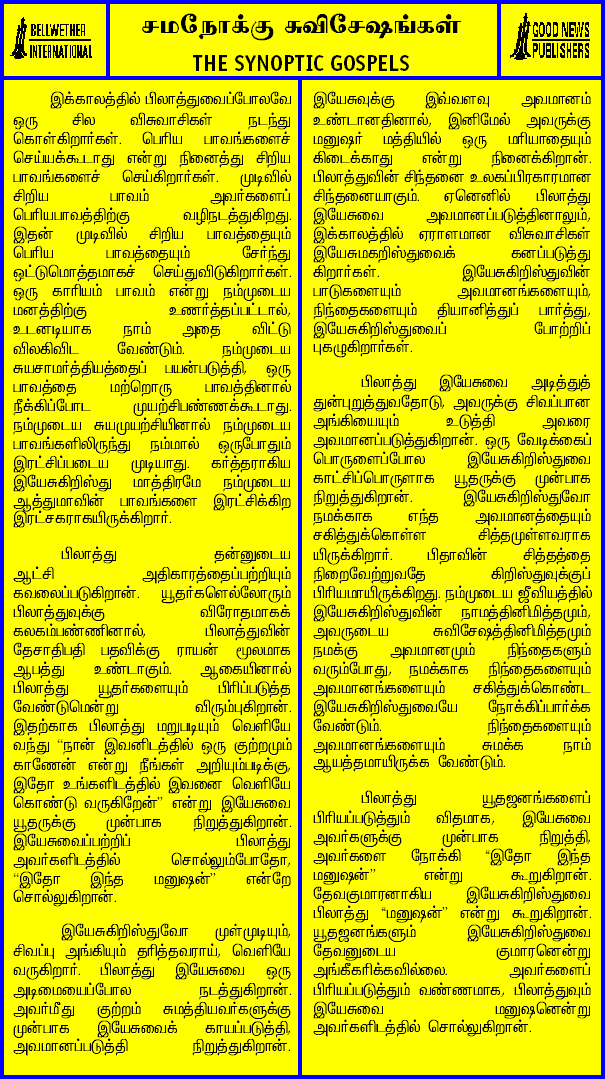 BELLWETHER
INTERNATIONAL
சமநோக்கு சுவிசேஷங்கள்
THE SYNOPTIC GOSPELS
GOOD NEWS
PUBLISHERS
இக்காலத்தில் பிலாத்துவைப்போலவே
ஒரு சில விசுவாசிகள் நடந்து
கொள்கிறார்கள். பெரிய பாவங்களைச்
செய்யக்கூடாது என்று நினைத்து சிறிய
பாவங்களைச் செய்கிறார்கள். முடிவில்
சிறிய பாவம் அவர்களைப்
பெரியபாவத்திற்கு வழிநடத்துகிறது.
இதன் முடிவில் சிறிய பாவத்தையும்
பெரிய பாவத்தையும் சேர்ந்து
ஒட்டுமொத்தமாகச் செய்துவிடுகிறார்கள்.
ஒரு காரியம் பாவம் என்று நம்முடைய
மனத்திற்கு உணர்த்தப்பட்டால்,
உடனடியாக நாம் அதை விட்டு
விலகிவிட வேண்டும். நம்முடைய
சுயசாமர்த்தியத்தைப் பயன்படுத்தி, ஒரு
பாவத்தை மற்றொரு பாவத்தினால்
நீக்கிப்போட முயற்சிபண்ணக்கூடாது.
நம்முடைய சுயமுயற்சியினால் நம்முடைய
பாவங்களிலிருந்து நம்மால் ஒருபோதும்
இரட்சிப்படைய முடியாது. கர்த்தராகிய
இயேசுகிறிஸ்து மாத்திரமே நம்முடைய
ஆத்துமாவின் பாவங்களை இரட்சிக்கிற
இரட்சகராகயிருக்கிறார்.
பிலாத்து தன்னுடைய
ஆட்சி அதிகாரத்தைப்பற்றியும்
கவலைப்படுகிறான். யூதர்களெல்லோரும்
பிலாத்துவுக்கு விரோதமாகக்
கலகம்பண்ணினால், பிலாத்துவின்
தேசாதிபதி பதவிக்கு ராயன் மூலமாக
ஆபத்து உண்டாகும். ஆகையினால்
பிலாத்து யூதர்களையும் பிரிப்படுத்த
வேண்டுமென்று விரும்புகிறான்.
இதற்காக பிலாத்து மறுபடியும் வெளியே
வந்து “நான் இவனிடத்தில் ஒரு குற்றமும்
காணேன் என்று நீங்கள் அறியும்படிக்கு,
இதோ உங்களிடத்தில் இவனை வெளியே
கொண்டு வருகிறேன்” என்று இயேசுவை
யூதருக்கு முன்பாக நிறுத்துகிறான்.
இயேசுவைப்பற்றிப் பிலாத்து
அவர்களிடத்தில் சொல்லும்போதோ,
“இதோ இந்த மனுஷன்” என்றே
சொல்லுகிறான்.
இயேசுகிறிஸ்துவோ முள்முடியும்,
சிவப்பு அங்கியும் தரித்தவராய், வெளியே
வருகிறார். பிலாத்து இயேசுவை ஒரு
அடிமையைப்போல நடத்துகிறான்.
அவர்மீது குற்றம் சுமத்தியவர்களுக்கு
முன்பாக இயேசுவைக் காயப்படுத்தி,
அவமானப்படுத்தி நிறுத்துகிறான்.
இயேசுவுக்கு இவ்வளவு அவமானம்
உண்டானதினால், இனிமேல் அவருக்கு
மனுஷர் மத்தியில் ஒரு மரியாதையும்
கிடைக்காது என்று நினைக்கிறான்.
பிலாத்துவின் சிந்தனை உலகப்பிரகாரமான
சிந்தனையாகும். ஏனெனில் பிலாத்து
இயேசுவை அவமானப்படுத்தினாலும்,
இக்காலத்தில் ஏராளமான விசுவாசிகள்
இயேசுமகறிஸ்துவைக் கனப்படுத்து
கிறார்கள். இயேசுகிறிஸ்துவின்
பாடுகளையும் அவமானங்களையும்,
நிந்தைகளையும் தியானித்துப் பார்த்து,
இயேசுகிறிஸ்துவைப் போற்றிப்
புகழுகிறார்கள்.
பிலாத்து இயேசுவை அடித்துத்
துன்புறுத்துவதோடு, அவருக்கு சிவப்பான
அங்கியையும் உடுத்தி அவரை
அவமானப்படுத்துகிறான். ஒரு வேடிக்கைப்
பொருளைப்போல இயேசுகிறிஸ்துவை
காட்சிப்பொருளாக யூதருக்கு முன்பாக
நிறுத்துகிறான். இயேசுகிறிஸ்துவோ
நமக்காக எந்த அவமானத்தையும்
சகித்துக்கொள்ள சித்தமுள்ளவராக
யிருக்கிறார். பிதாவின் சித்தத்தை
நிறைவேற்றுவதே கிறிஸ்துவுக்குப்
பிரியமாயிருக்கிறது. நம்முடைய ஜீவியத்தில்
இயேசுகிறிஸ்துவின் நாமத்தினிமித்தமும்,
அவருடைய சுவிசேஷத்தினிமித்தமும்
நமக்கு அவமானமும் நிந்தைகளும்
வரும்போது, நமக்காக நிந்தைகளையும்
அவமானங்களையும் சகித்துக்கொண்ட
இயேசுகிறிஸ்துவையே நோக்கிப்பார்க்க
வேண்டும். நிந்தைகளையும்
அவமானங்களையும் சுமக்க நாம்
ஆயத்தமாயிருக்க வேண்டும்.
பிலாத்து யூதஜனங்களைப்
பிரியப்படுத்தும் விதமாக, இயேசுவை
அவர்களுக்கு முன்பாக நிறுத்தி,
அவர்களை நோக்கி “இதோ இந்த
மனுஷன்” என்று கூறுகிறான்.
தேவகுமாரனாகிய இயேசுகிறிஸ்துவை
பிலாத்து “மனுஷன்” என்று கூறுகிறான்.
யூதஜனங்களும் இயேசுகிறிஸ்துவை
தேவனுடைய குமாரனென்று
அங்கீகரிக்கவில்லை. அவர்களைப்
பிரியப்படுத்தும் வண்ணமாக, பிலாத்துவும்
இயேசுவை மனுஷனென்று
அவர்களிடத்தில் சொல்லுகிறான்.